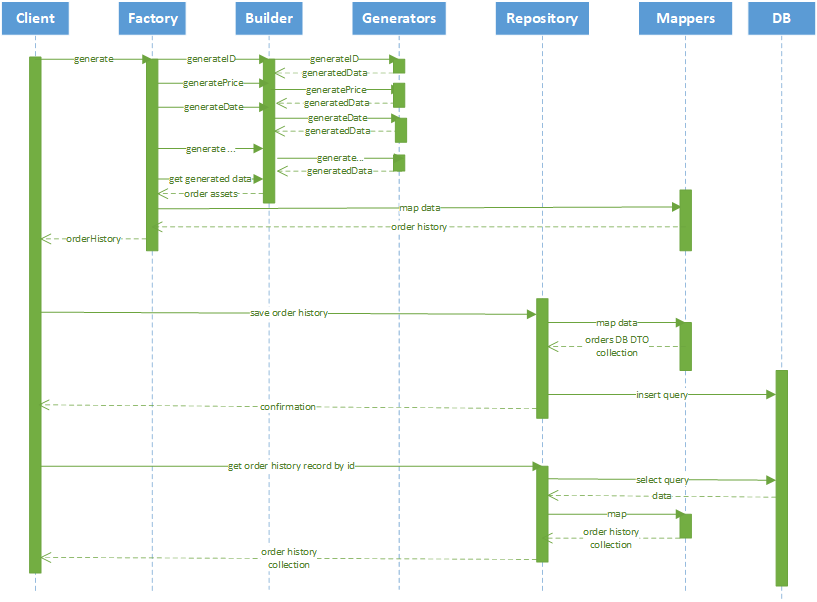 Client
Factory
Builder
Generators
Repository
Mappers
DB
generate
generateID
generateID
generatedData
generatePrice
generatePrice
generatedData
generateDate
generateDate
generatedData
generate ...
generate...
generatedData
get generated data
order assets
map data
order history
orderHistory
save order history
map data
orders DB DTO
collection
insert query
confirmation
get order history record by id
select query
data
map
order history
collection
order history
collection